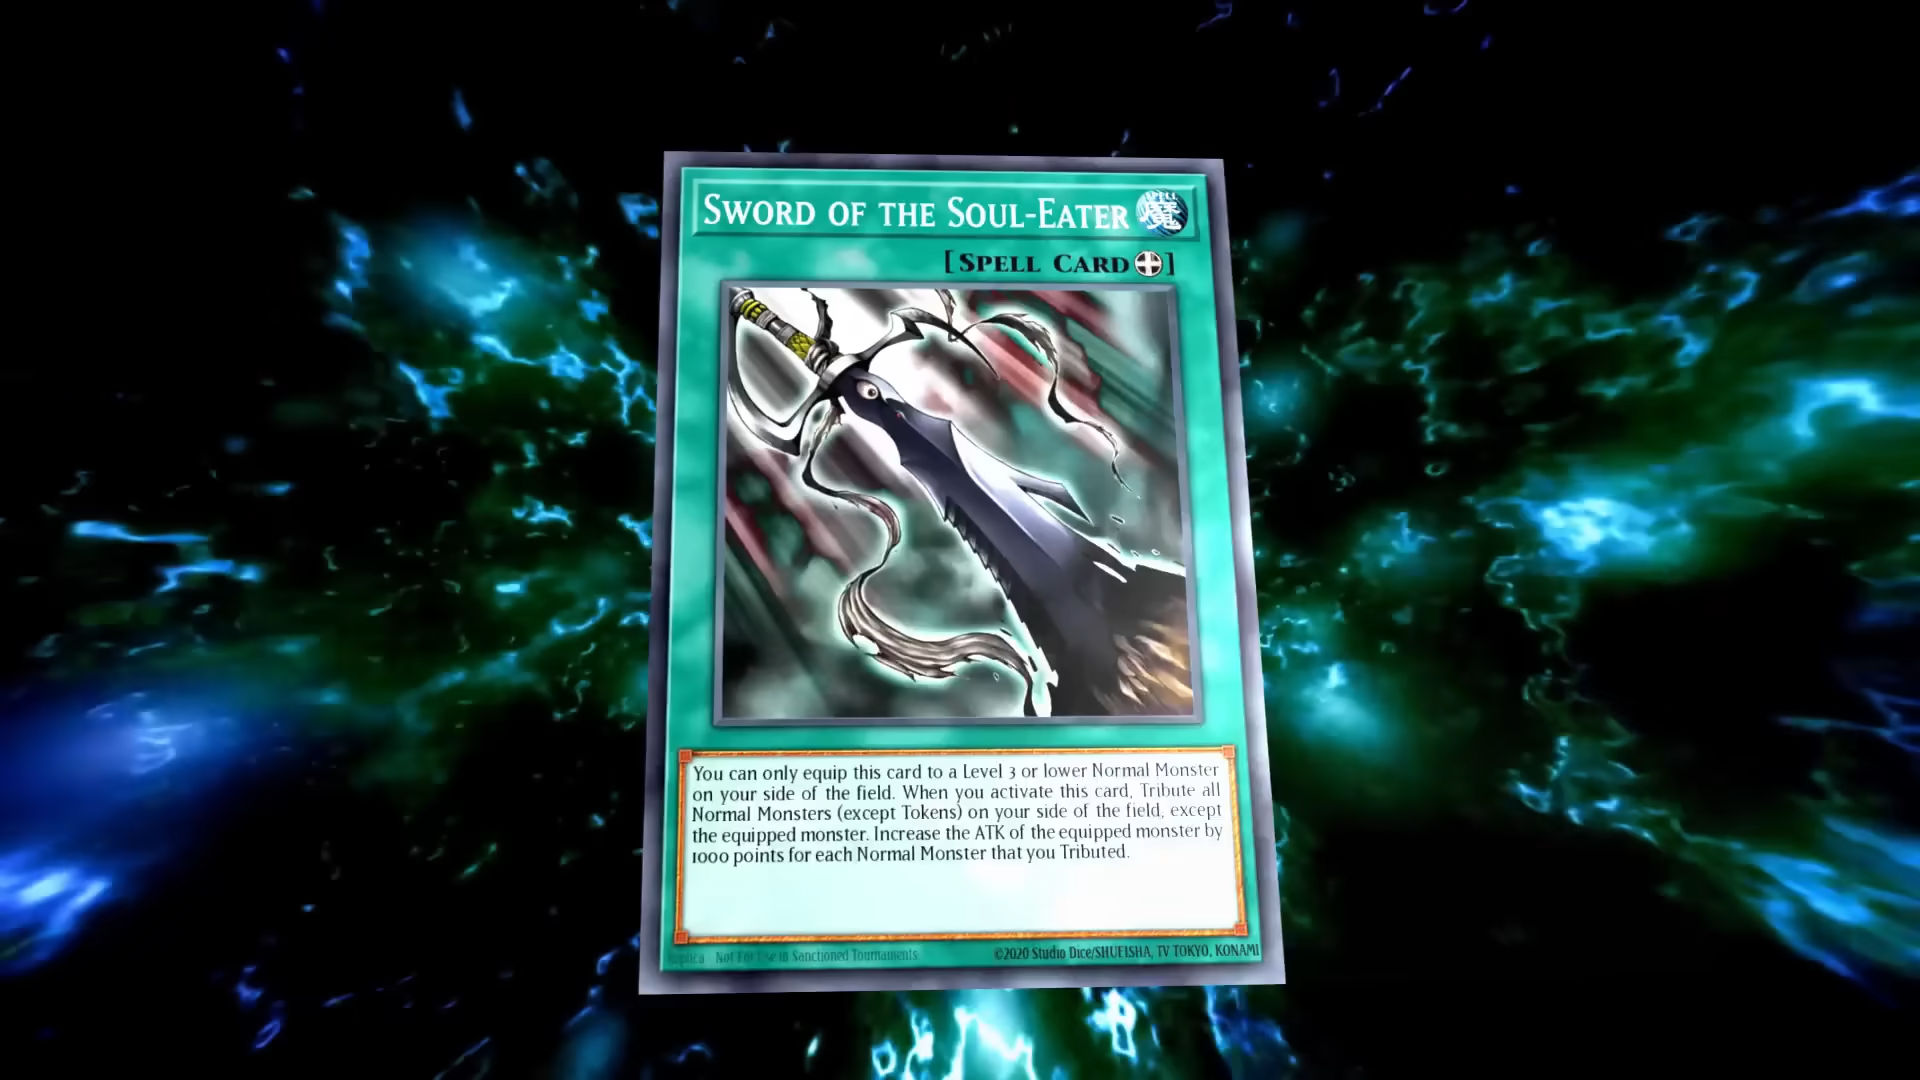 SWORD OF THE SOUL-EATER
SPELL
魔
[SPELL CARD]
You can only equip this card to a Level 3 or lower Normal Monster
on your side of the field. When you activate this card, Tribute all
Normal Monsters (except Tokens) on your side of the field, except
the equipped monster. Increase the ATK of the equipped monster by
1000 points for each Normal Monster that you Tributed.
Replica Not For Use in Sanctioned Tournaments
©2020 Studio Dice/SHUEISHA, TV TOKYO, KONAMI